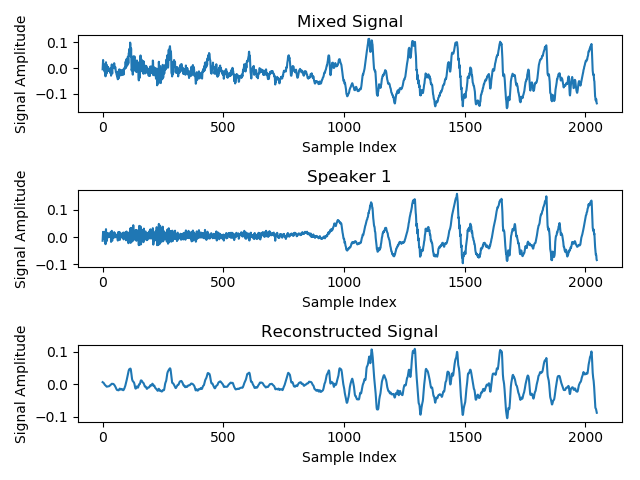 Mixed Signal
Signal Amplitude
0.1
0.0
−0.1
0 500 1000 1500 2000
Sample Index
Speaker 1
Signal Amplitude
0.1
0.0
−0.1
0 500 1000 1500 2000
Sample Index
Reconstructed Signal
Signal Amplitude
0.1
0.0
−0.1
0 500 1000 1500 2000
Sample Index